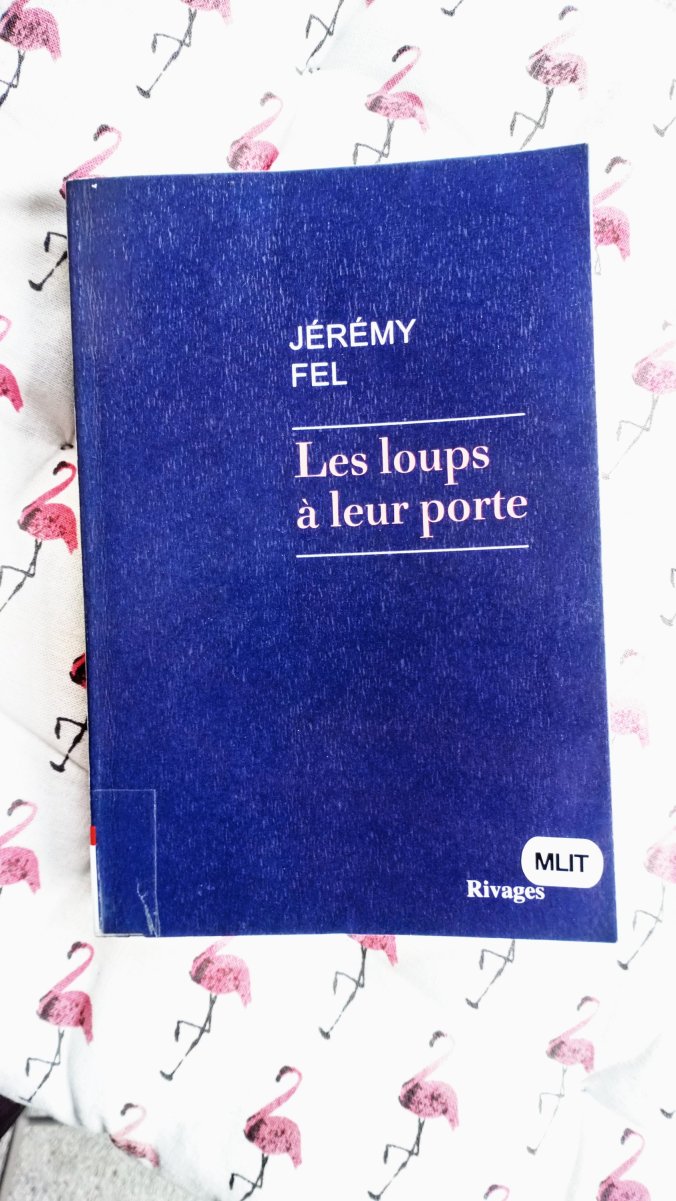 JÉRÉMY
FEL
Les loups
à leur porte
MLIT
Rivages